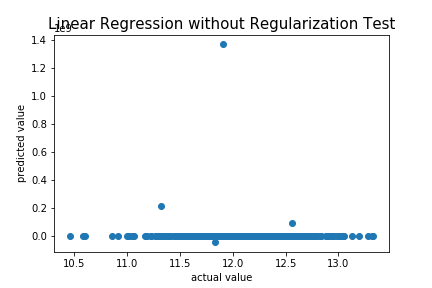 Linear Regression without Regularization Test
1e9
1.4
1.2
1.0
0.8
0.6
0.4
0.2
0.0
predicted value
10.5 11.0 11.5 12.0 12.5 13.0
actual value